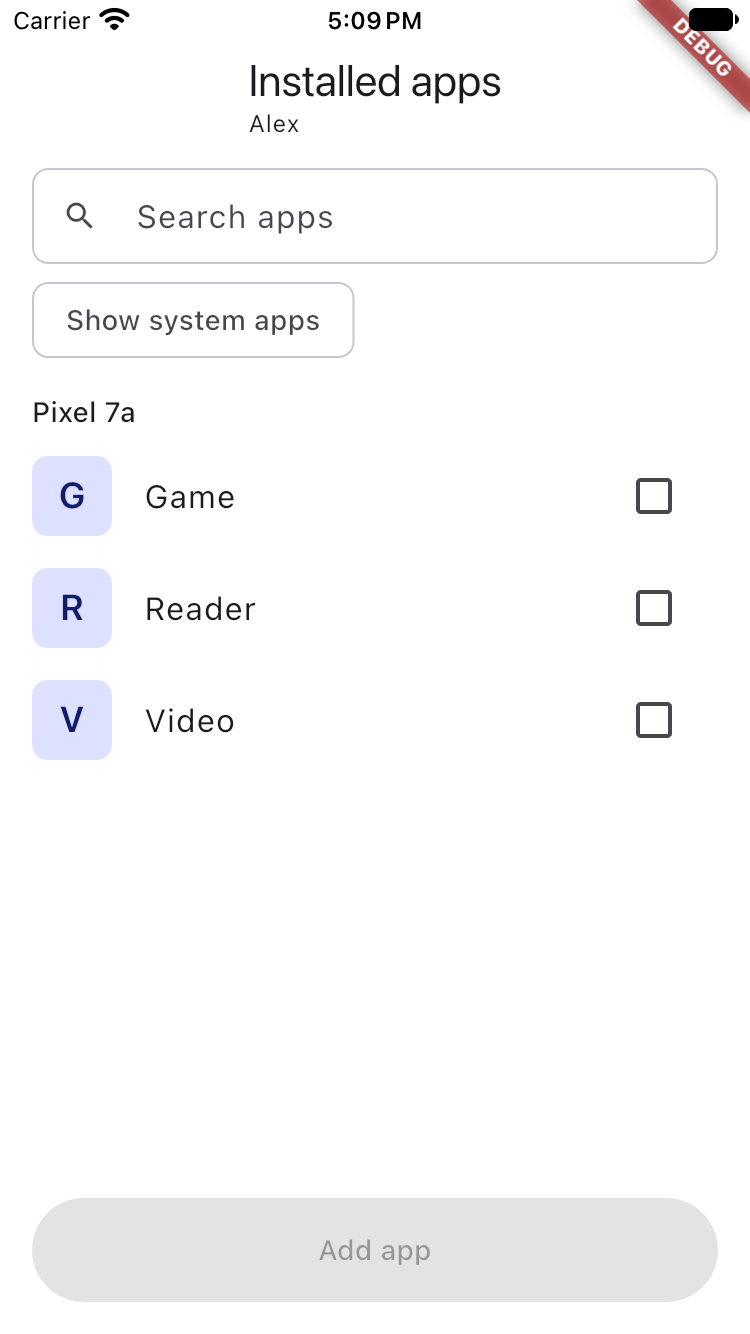 Carrier 5:09 PM
DEBUG
Installed apps
Alex
Search apps
Show system apps
Pixel 7a
G Game
R Reader
V Video
Add app